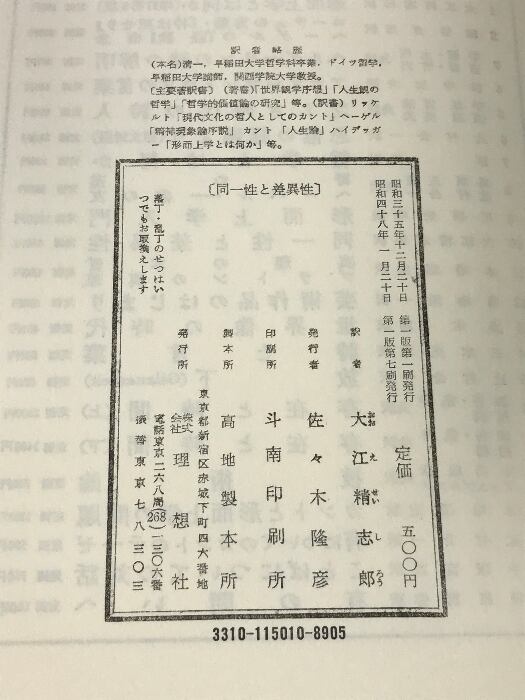 訳者略歴
(本名)清一，早稲田大学哲学科卒業，ドイツ留学，
早稲田大学講師，関西学院大学教授。
〔主要著訳書〕（著書）「世界観学序想」「人生観の
哲学」「哲学的価値論の研究」等。（訳書）リッケ
ルト「現代文化の哲人としてのカント」ヘーゲル
「精神現象論序説」カント「人生論」ハイデッガ
ー「形而上学とは何か」等。
〔同一性と差異性〕
昭和三十五年十二月二十日　第一版第一刷発行
昭和四十八年　一月二十日　第一版第七刷発行
定価　五〇〇円
訳者　大江精志郎
おおえせいしろう
発行者　佐々木隆彦
印刷所　斗南印刷所
製本所　高地製本所
東京都新宿区赤城下町四六番地
発行所　株式会社　理想社
電話東京二六八局(268)一三〇六番
振替東京七八三〇三
落丁・乱丁のせつはい
つでもお取換えします
3310-115010-8905